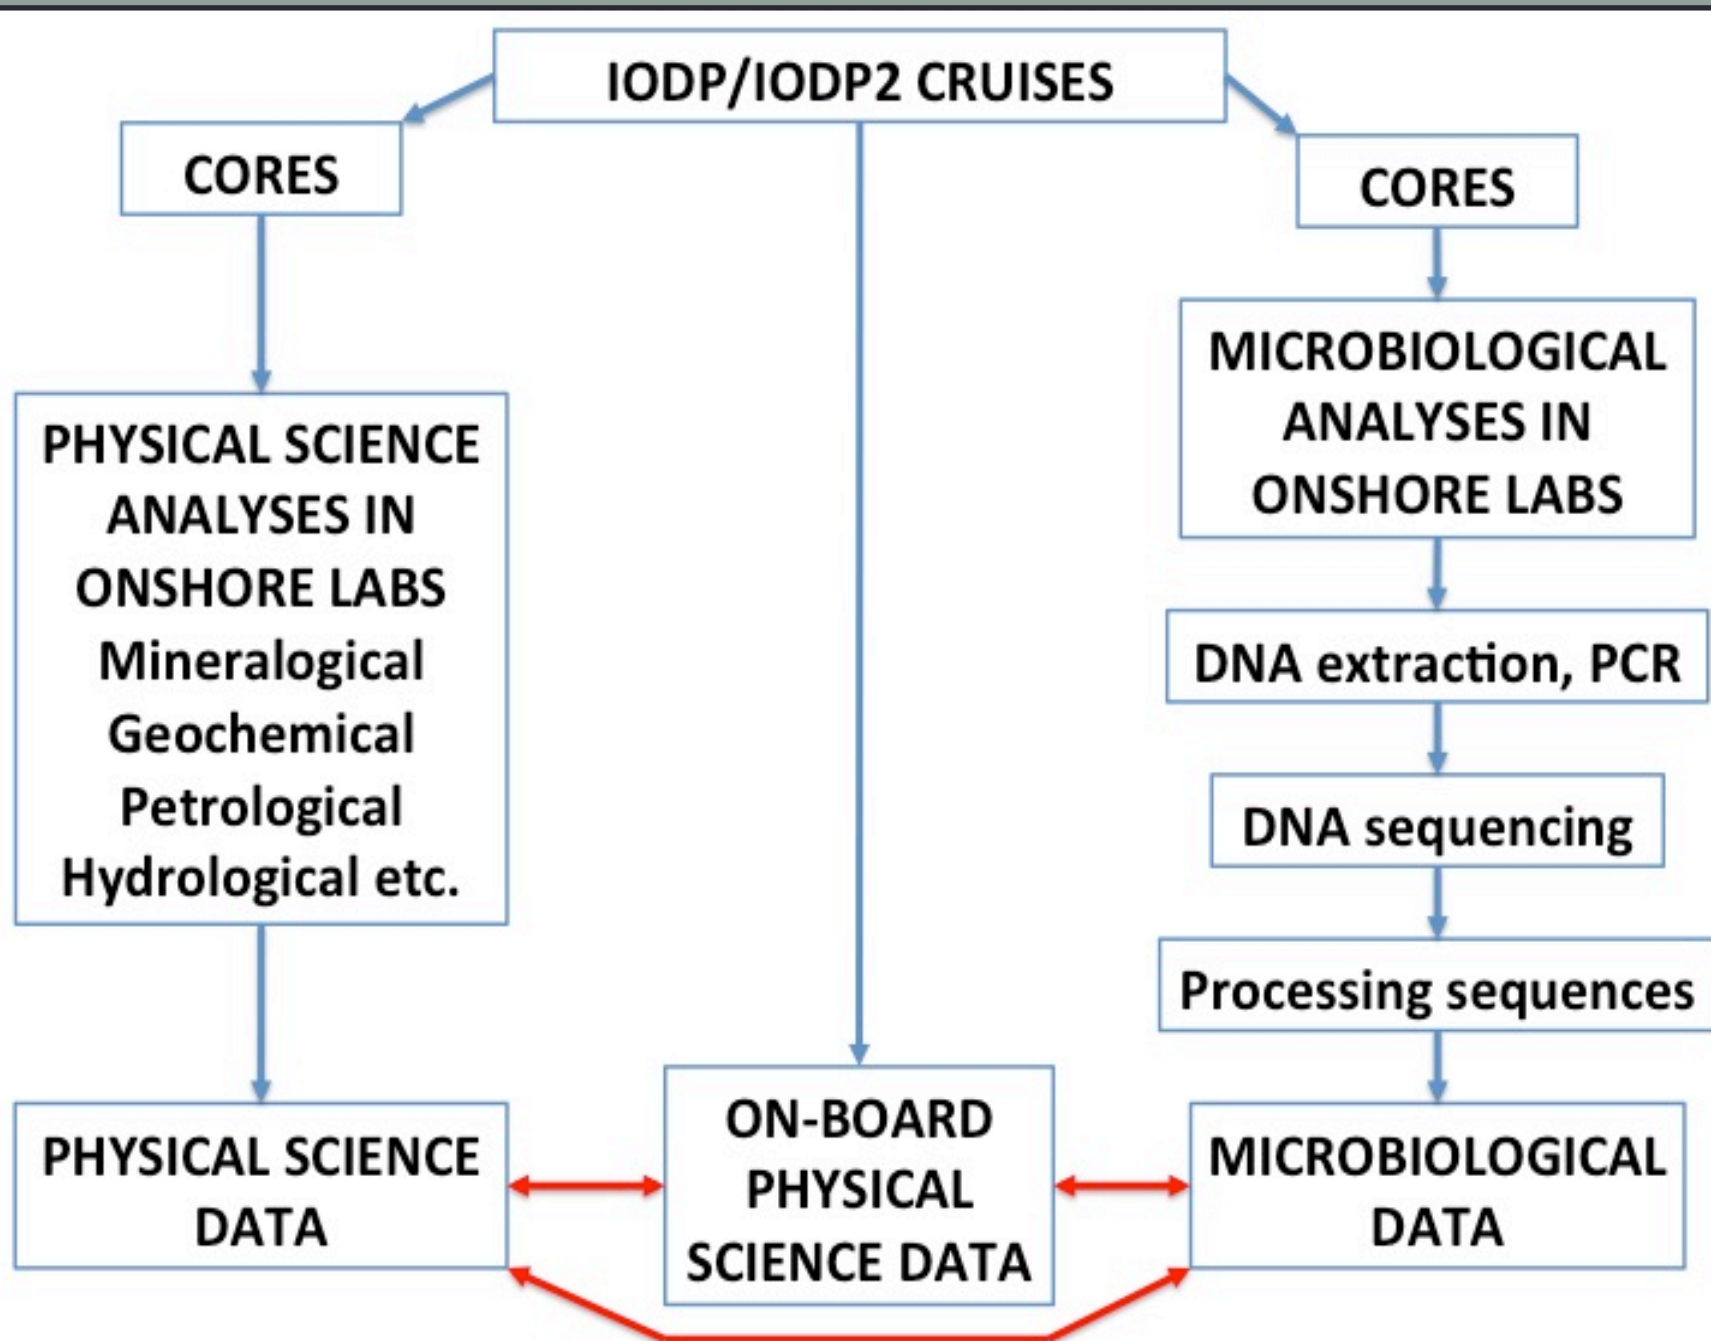 IODP/IODP2 CRUISES
CORES
CORES
PHYSICAL SCIENCE
ANALYSES IN
ONSHORE LABS
Mineralogical
Geochemical
Petrological
Hydrological etc.
MICROBIOLOGICAL
ANALYSES IN
ONSHORE LABS
DNA extraction, PCR
DNA sequencing
Processing sequences
PHYSICAL SCIENCE
DATA
ON-BOARD
PHYSICAL
SCIENCE DATA
MICROBIOLOGICAL
DATA